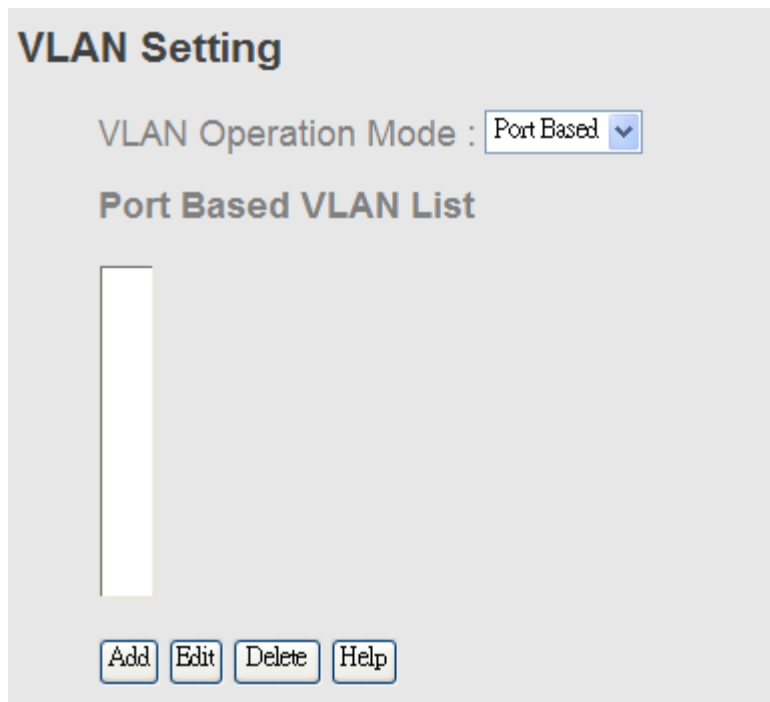 VLAN Setting
VLAN Operation Mode : Port Based
Port Based VLAN List
Add Edit Delete Help